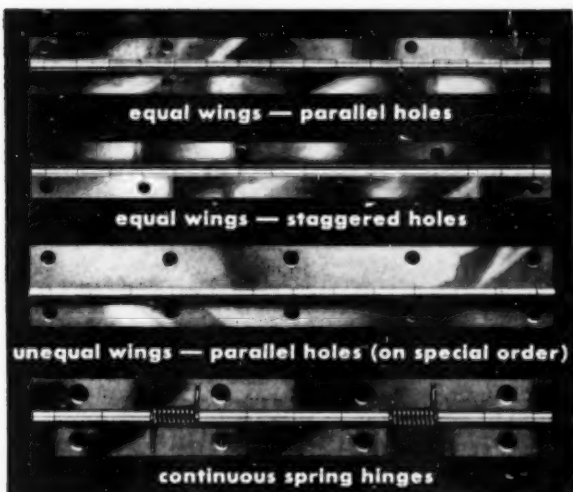 equal wings — parallel holes
equal wings — staggered holes
unequal wings — parallel holes (on special order)
continuous spring hinges